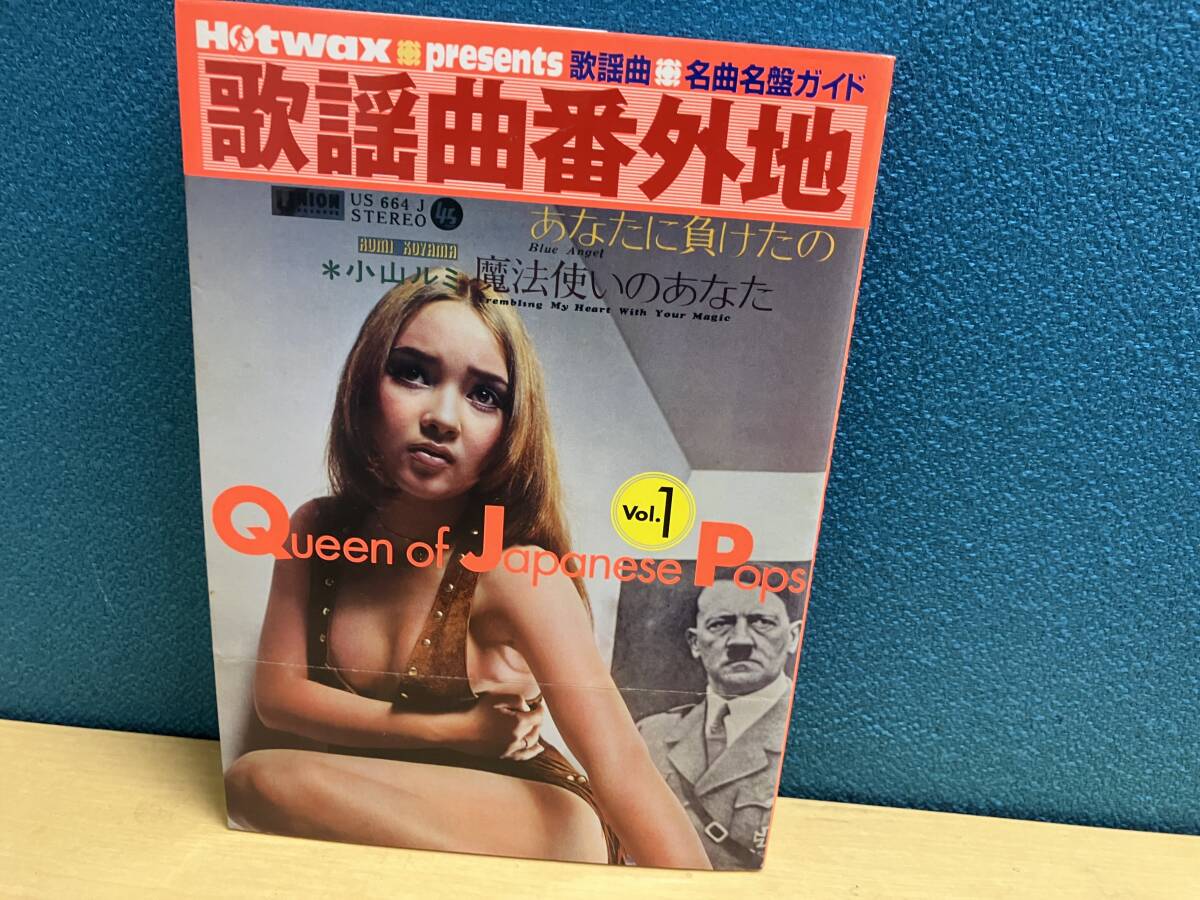 Hotwax presents 歌謡曲 名曲名盤ガイド
歌謡曲番外地
UNION RECORDS
US 664 J
STEREO
45
あなたに負けたの
Blue Angel
RUMI KOYAMA
*小山ルミ
魔法使いのあなた
Trembling My Heart With Your Magic
Vol.1
Queen of Japanese Pops